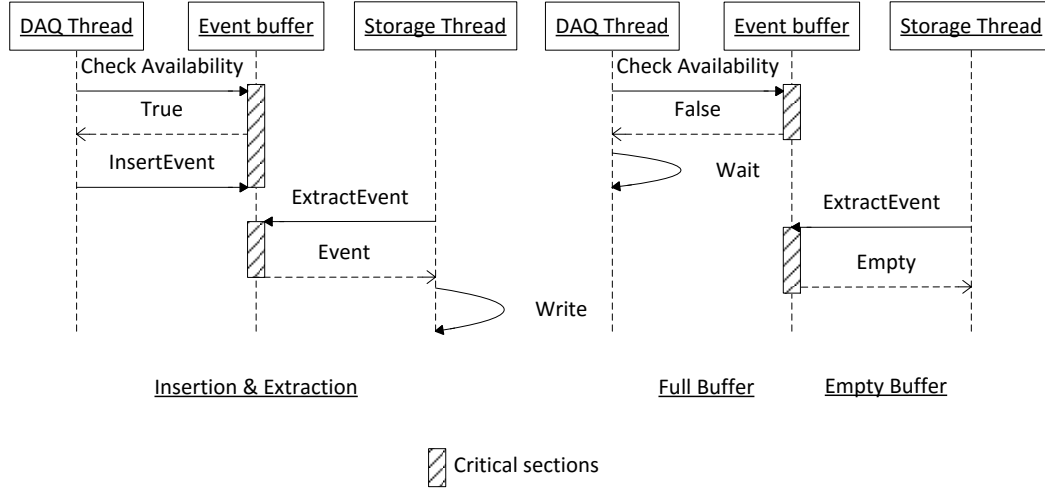 DAQ Thread
Event buffer
Storage Thread
DAQ Thread
Event buffer
Storage Thread
Check Availability
True
InsertEvent
ExtractEvent
Event
Write
Check Availability
False
Wait
ExtractEvent
Empty
Insertion & Extraction
Full Buffer
Empty Buffer
Critical sections